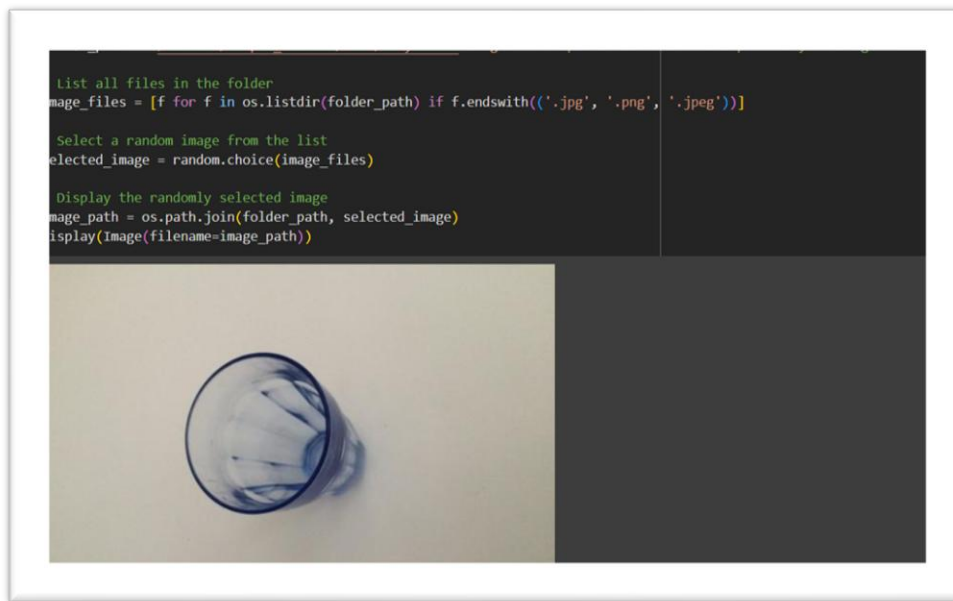 List all files in the folder
mage_files = [f for f in os.listdir(folder_path) if f.endswith(('.jpg', '.png', '.jpeg'))]
Select a random image from the list
elected_image = random.choice(image_files)
Display the randomly selected image
mage_path = os.path.join(folder_path, selected_image)
isplay(Image(filename=image_path))